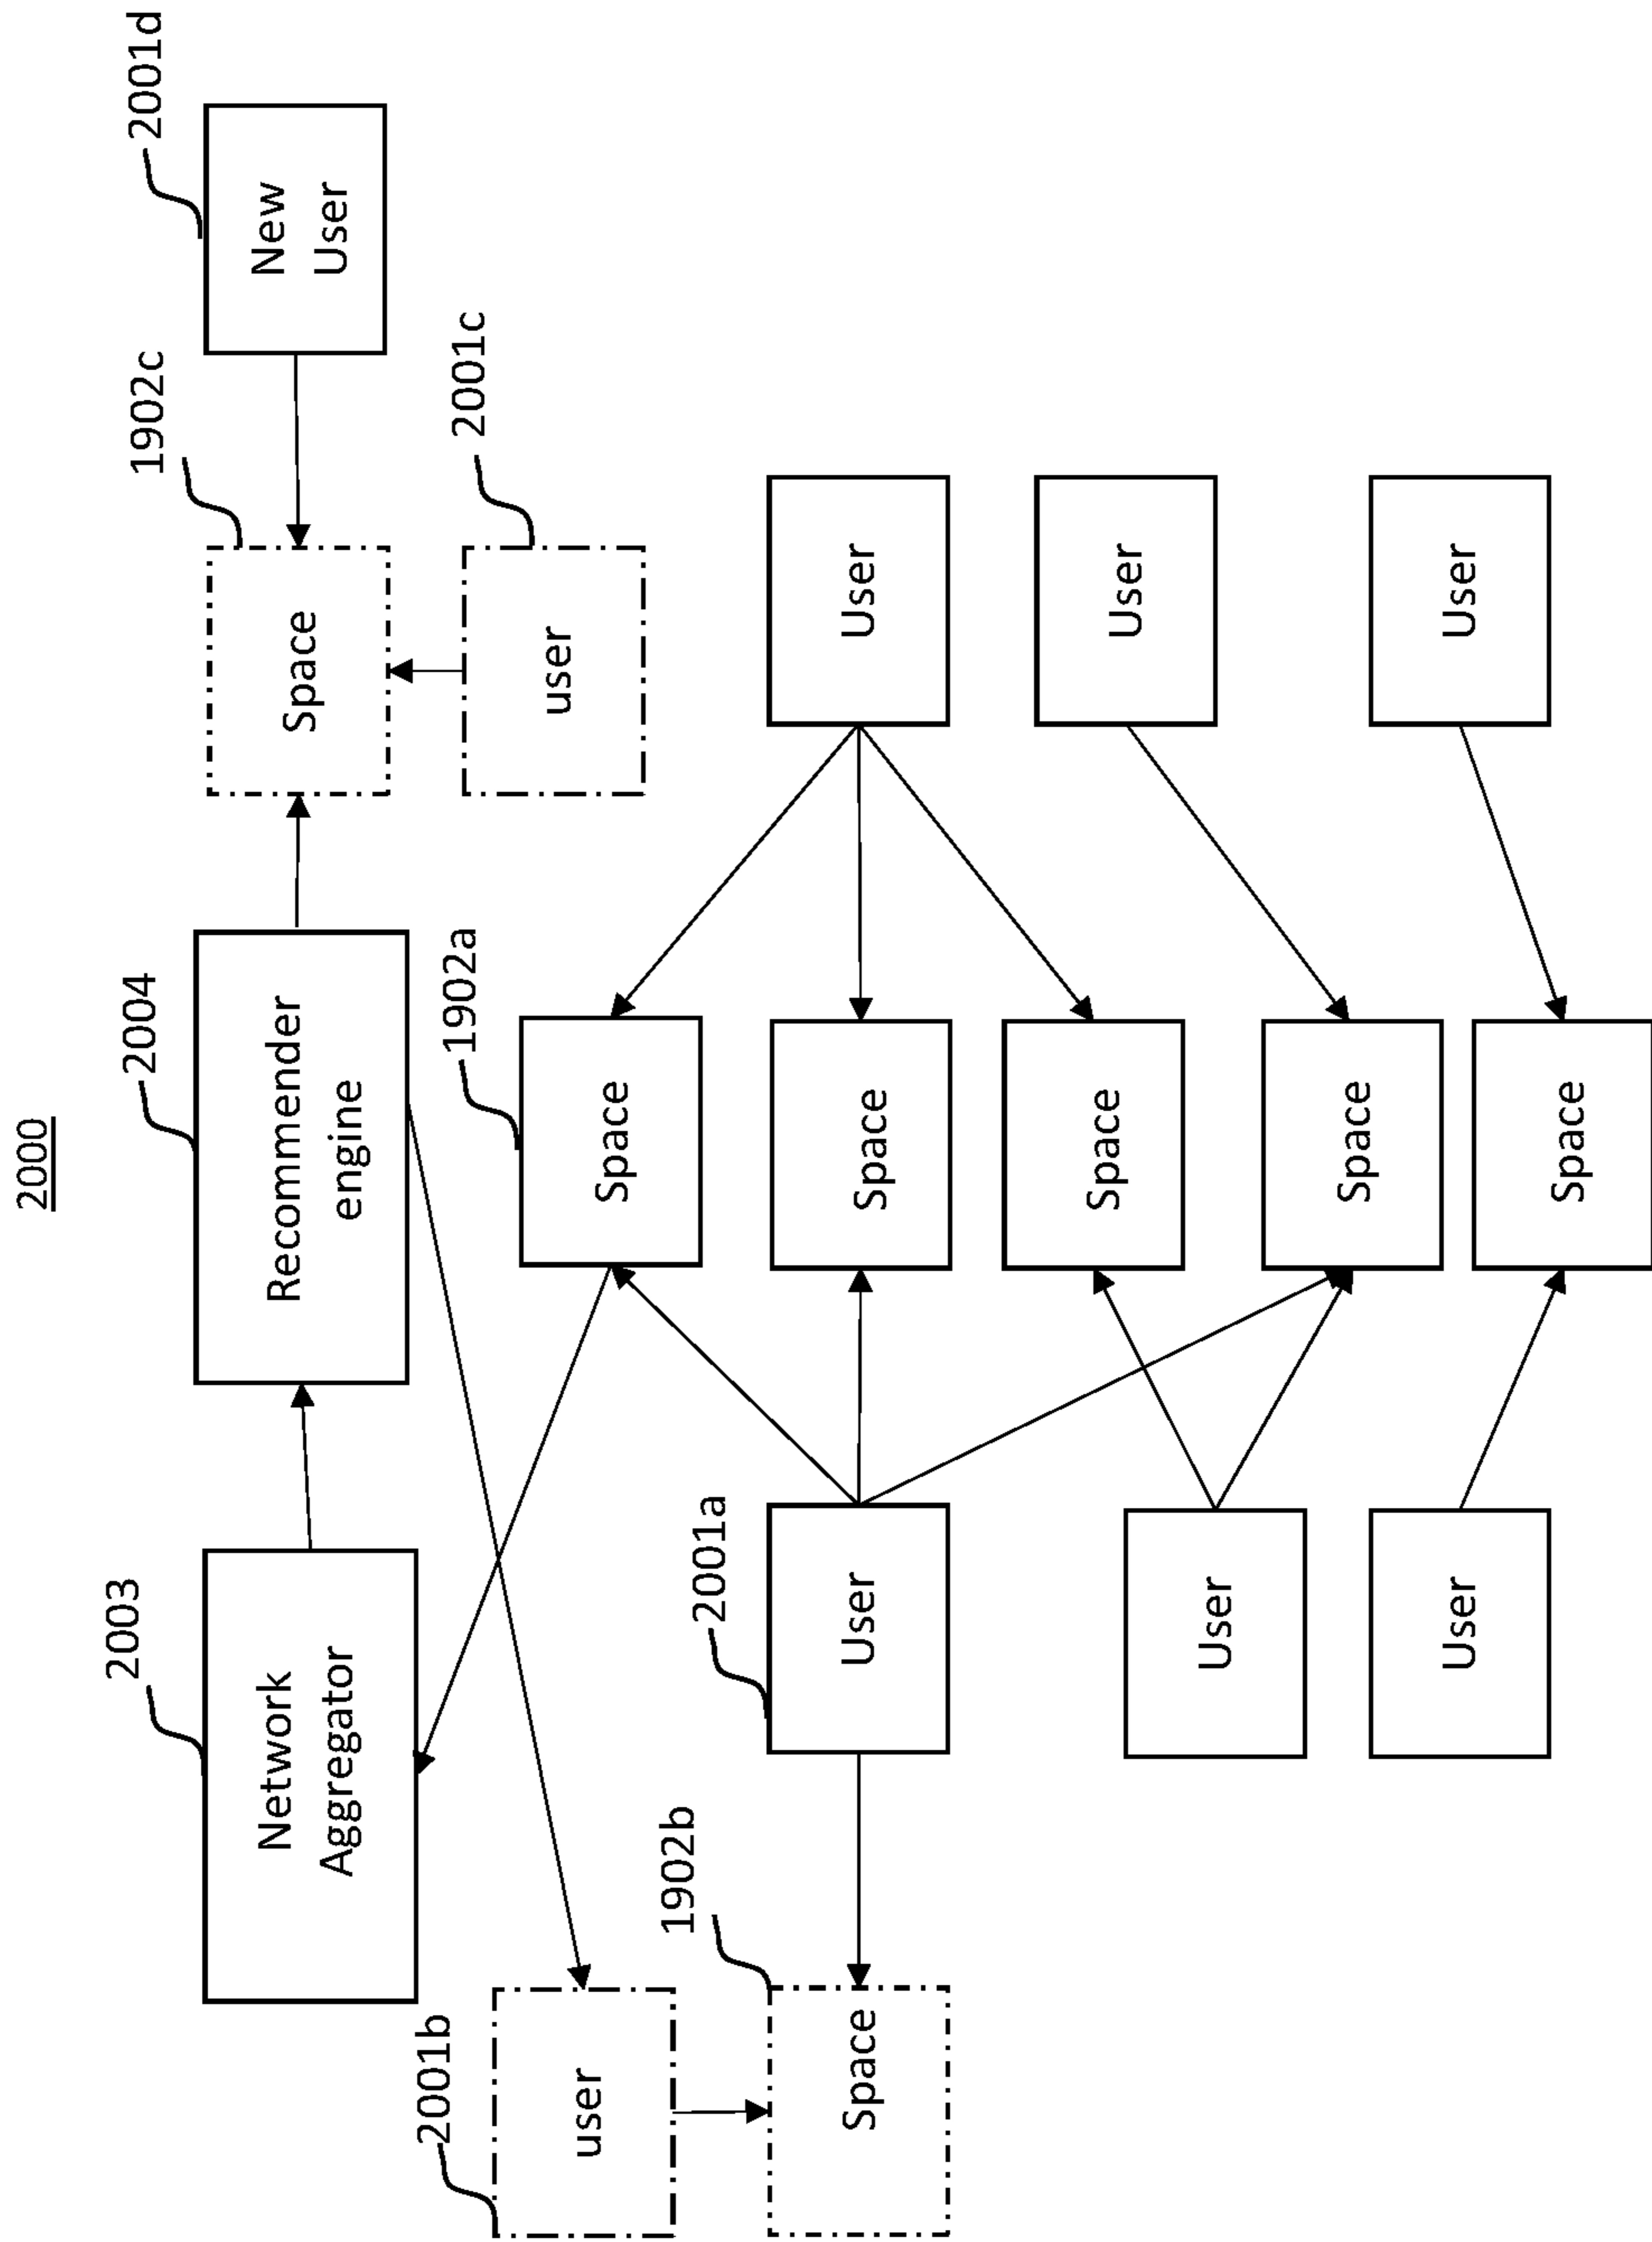 2000
2003
2004
1902c
2001d
Network
Aggregator
Recommender
engine
Space
New
User
2001b
1902a
2001c
user
Space
user
1902b
2001a
Space
User
Space
User
User
Space
User
Space
User
User
Space
User